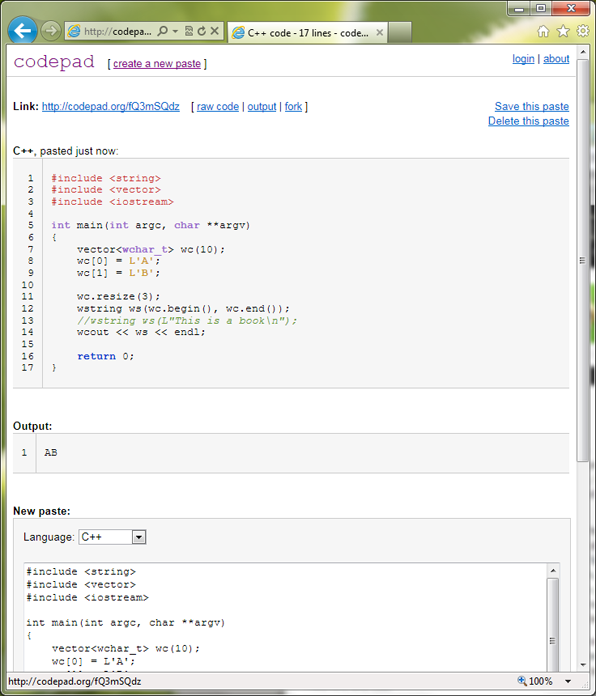 http://codepa...
C++ code - 17 lines - code...
codepad [ create a new paste ]
login | about
Link: http://codepad.org/fQ3mSQdz [ raw code | output | fork ]
Save this paste
Delete this paste
C++, pasted just now:
1 #include <string>
2 #include <vector>
3 #include <iostream>
4
5 int main(int argc, char **argv)
6 {
7 vector<wchar_t> wc(10);
8 wc[0] = L'A';
9 wc[1] = L'B';
10
11 wc.resize(3);
12 wstring ws(wc.begin(), wc.end());
13 //wstring ws(L"This is a book\n");
14 wcout << ws << endl;
15
16 return 0;
17 }
Output:
1 AB
New paste:
Language: C++
#include <string>
#include <vector>
#include <iostream>
int main(int argc, char **argv)
{
vector<wchar_t> wc(10);
wc[0] = L'A';
http://codepad.org/fQ3mSQdz
100%